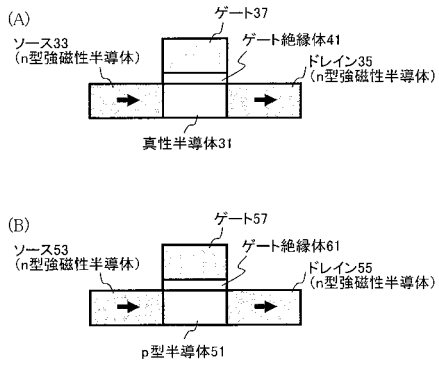 (A)
ゲート37
ソース33
(n型強磁性半導体)
ゲート絶縁体41
ドレイン35
(n型強磁性半導体)
真性半導体31
(B)
ゲート57
ソース53
(n型強磁性半導体)
ゲート絶縁体61
ドレイン55
(n型強磁性半導体)
p型半導体51